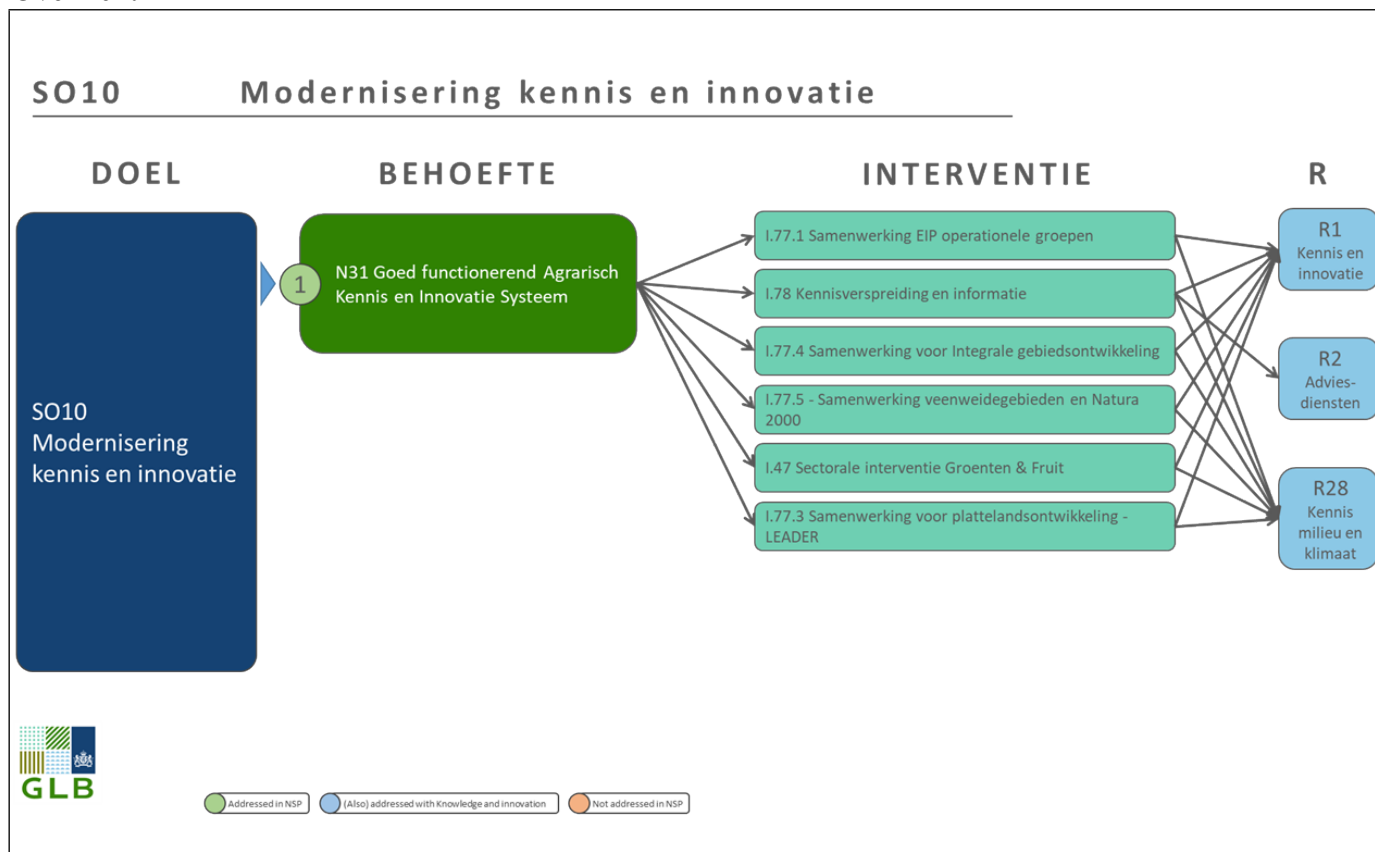 SO10 Modernisering kennis en innovatie
DOEL
BEHOEFTE
INTERVENTIE
R
SO10
Modernisering
kennis en innovatie
1
N31 Goed functionerend Agrarisch
Kennis en Innovatie Systeem
I.77.1 Samenwerking EIP operationele groepen
I.78 Kennisverspreiding en informatie
I.77.4 Samenwerking voor Integrale gebiedsontwikkeling
I.77.5 - Samenwerking veenweidegebieden en Natura
2000
I.47 Sectorale interventie Groenten & Fruit
I.77.3 Samenwerking voor plattelandsontwikkeling -
LEADER
R1
Kennis en
innovatie
R2
Advies-
diensten
R28
Kennis
milieu en
klimaat
GLB
Addressed in NSP
(Also) addressed with Knowledge and innovation
Not addressed in NSP